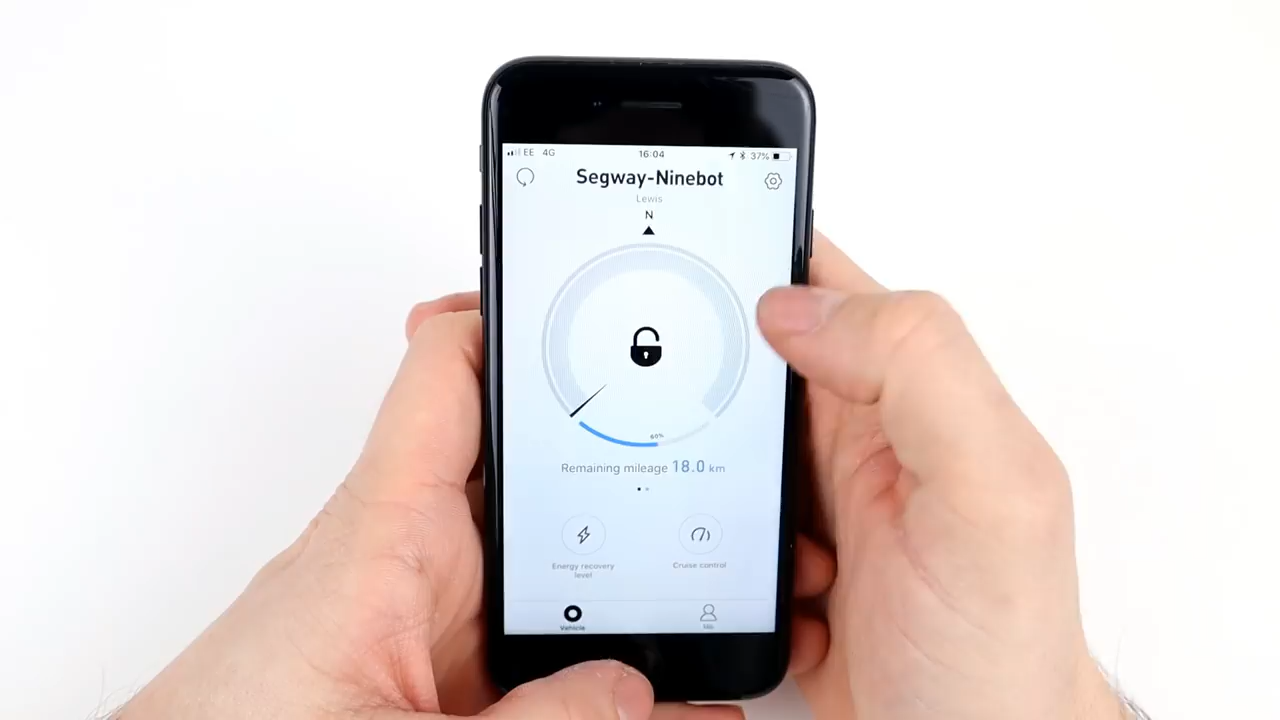 EE 4G 16:04 37%
Segway-Ninebot
Lewis
N
60%
Remaining mileage 18.0 km
Energy recovery
level
Cruise control
Vehicle
Me